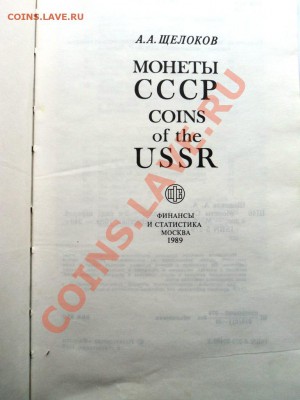 COINS.LAVE.RU
А.А.ЩЕЛОКОВ
МОНЕТЫ
СССР
COINS
of the
USSR
ФИНАНСЫ
И СТАТИСТИКА
МОСКВА
1989
COINS.LAVE.RU